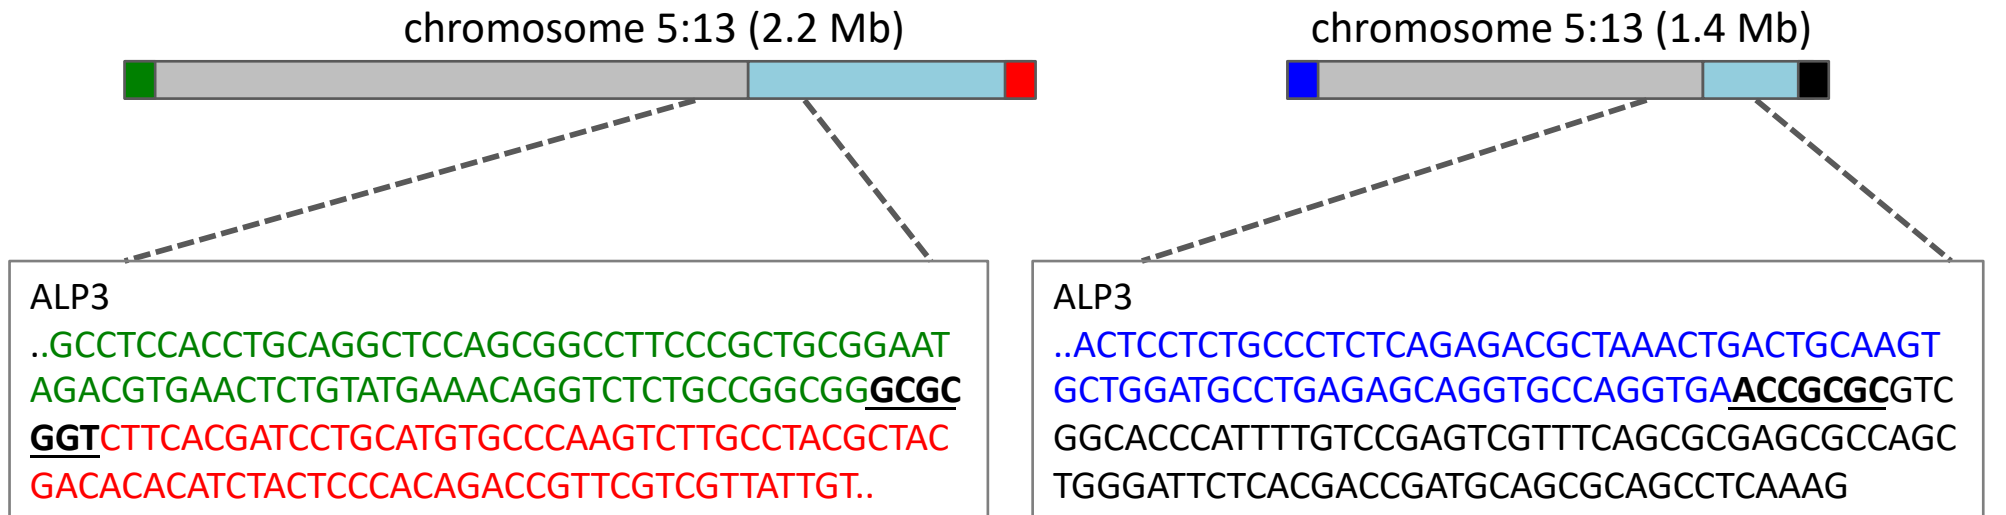 chromosome 5:13 (2.2 Mb)
chromosome 5:13 (1.4 Mb)
ALP3
..GCCTCCACCTGCAGGCTCCAGCGGCCTTCCCGCTGCGGAAT
AGACGTGAACTCTGTATGAAACAGGTCTCTGCCGGCGGGCGC
GGTCTTCACGATCCTGCATGTGCCCAAGTCTTGCCTACGCTAC
GACACACATCTACTCCCACAGACCGTTCGTCGTTATTGT..
ALP3
..ACTCCTCTGCCCTCTCAGAGACGCTAAACTGACTGCAAGT
GCTGGATGCCTGAGAGCAGGTGCCAGGTGAACCGCGCGTC
GGCACCCATTTTGTCCGAGTCGTTTCAGCGCGAGCGCCAGC
TGGGATTCTCACGACCGATGCAGCGCAGCCTCAAAG